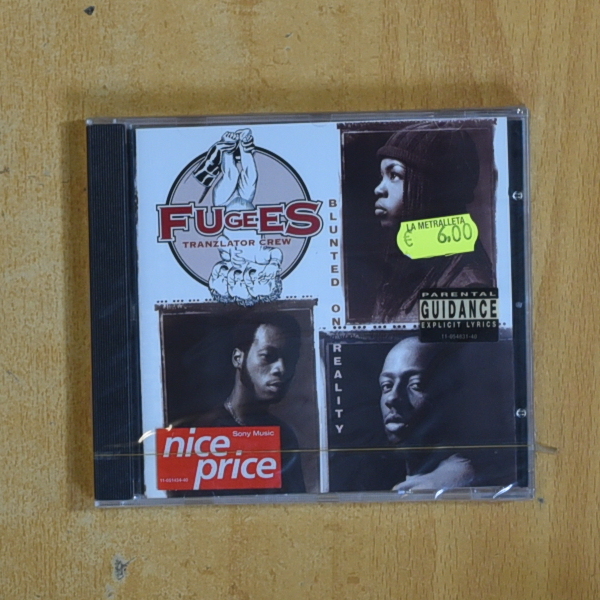 FUGEES
TRANZLATOR CREW
BLUNTED ON REALITY
LA METRALLETA
€ 6,00
PARENTAL
GUIDANCE
EXPLICIT LYRICS
Sony Music
nice
price